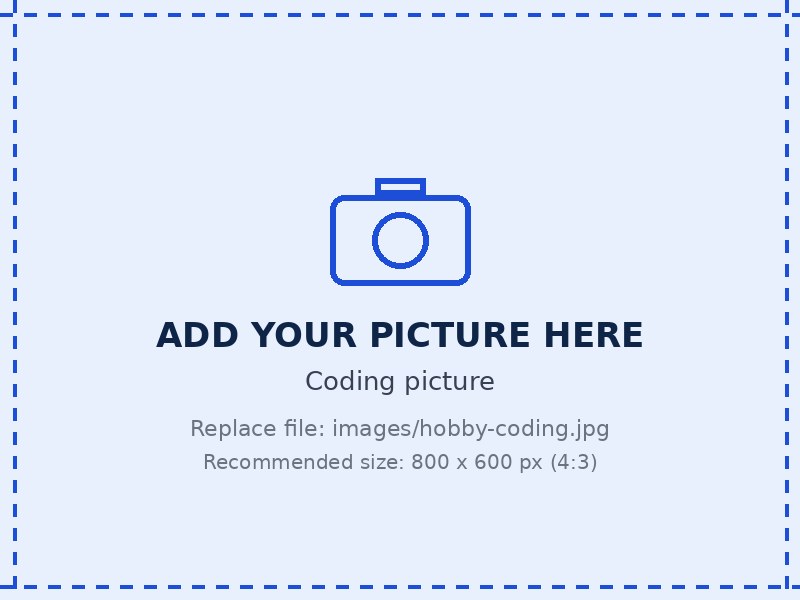 ADD YOUR PICTURE HERE
Coding picture
Replace file: images/hobby-coding.jpg
Recommended size: 800 x 600 px (4:3)